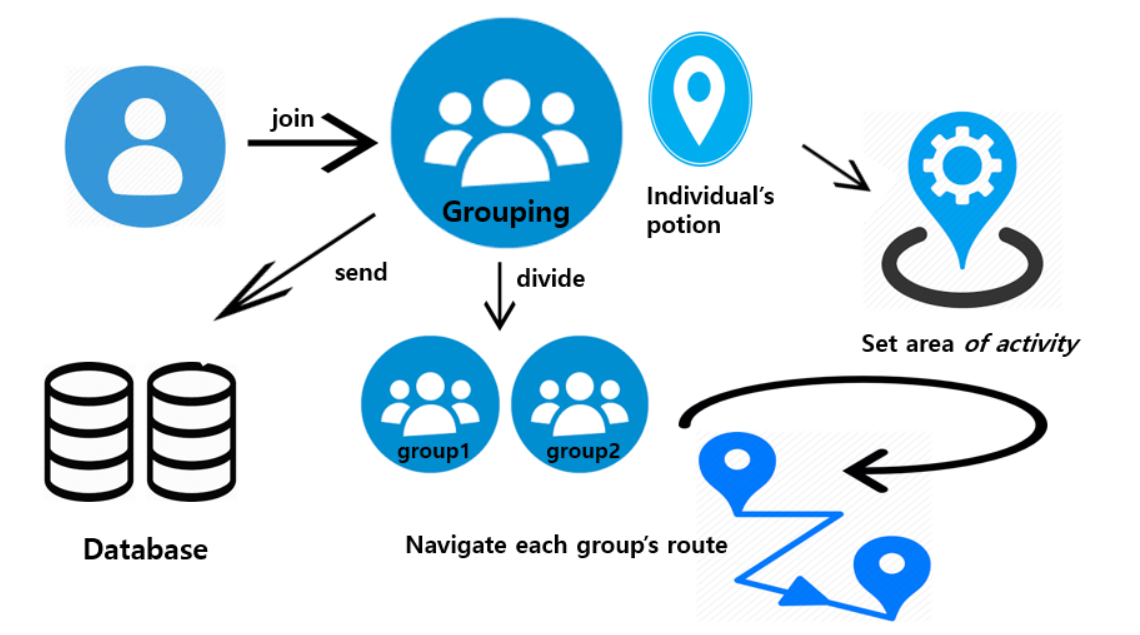 join
Grouping
Individual's
potion
send
divide
Set area of activity
group1
group2
Database
Navigate each group's route